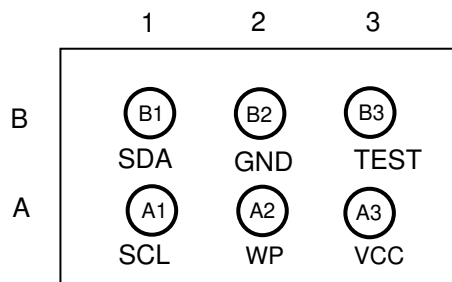 1 2 3
B B1 B2 B3
SDA GND TEST
A A1 A2 A3
SCL WP VCC